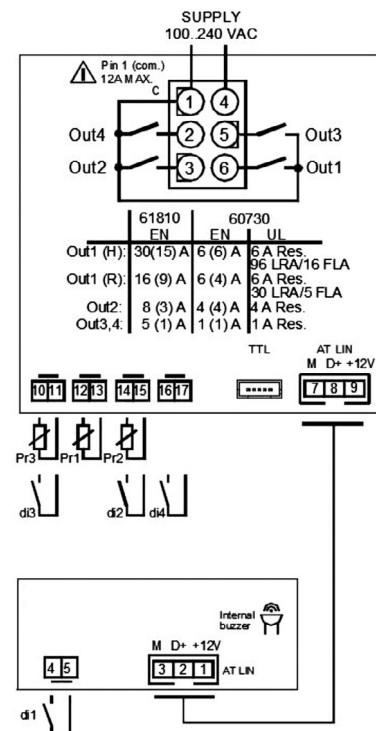 SUPPLY
100..240 VAC
Pin 1 (com.)
12A MAX.
C
1 4
Out4 2 5 Out3
Out2 3 6 Out1
61810 60730
EN EN UL
Out1 (H): 30(15) A 6 (6) A 6 A Res.
96 LRA/16 FLA
Out1 (R): 16 (9) A 6 (4) A 6 A Res.
30 LRA/5 FLA
Out2: 8 (3) A 4 (4) A 4 A Res.
Out3,4: 5 (1) A 1 (1) A 1 A Res.
TTL AT LIN
M D+ +12V
10 11 12 13 14 15 16 17 7 8 9
Pr3 Pr1 Pr2
di3 di2 di4
Internal
buzzer
M D+ +12V
4 5 3 2 1 AT LIN
di1